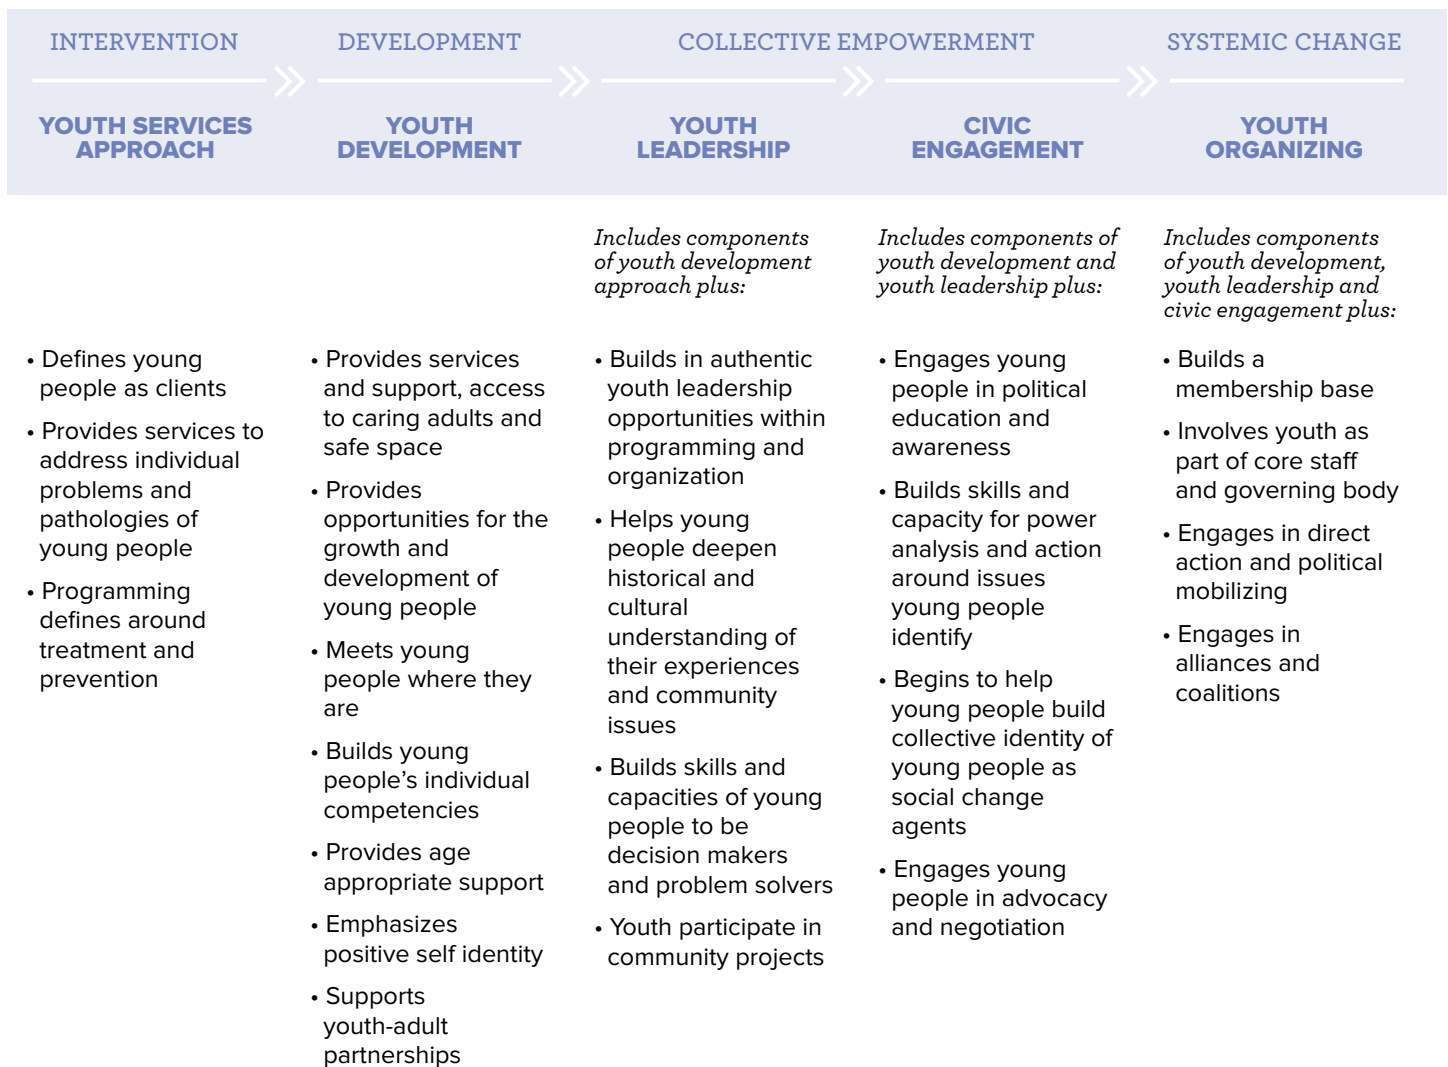 INTERVENTION
DEVELOPMENT
COLLECTIVE EMPOWERMENT
SYSTEMIC CHANGE
YOUTH SERVICES
APPROACH
YOUTH
DEVELOPMENT
YOUTH
LEADERSHIP
CIVIC
ENGAGEMENT
YOUTH
ORGANIZING
• Defines young
people as clients
• Provides services to
address individual
problems and
pathologies of
young people
• Programming
defines around
treatment and
prevention
• Provides services
and support, access
to caring adults and
safe space
• Provides
opportunities for the
growth and
development of
young people
• Meets young
people where they
are
• Builds young
people’s individual
competencies
• Provides age
appropriate support
• Emphasizes
positive self identity
• Supports
youth-adult
partnerships
Includes components
of youth development
approach plus:
• Builds in authentic
youth leadership
opportunities within
programming and
organization
• Helps young
people deepen
historical and
cultural
understanding of
their experiences
and community
issues
• Builds skills and
capacities of young
people to be
decision makers
and problem solvers
• Youth participate in
community projects
Includes components of
youth development and
youth leadership plus:
• Engages young
people in political
education and
awareness
• Builds skills and
capacity for power
analysis and action
around issues
young people
identify
• Begins to help
young people build
collective identity of
young people as
social change
agents
• Engages young
people in advocacy
and negotiation
Includes components
of youth development,
youth leadership and
civic engagement plus:
• Builds a
membership base
• Involves youth as
part of core staff
and governing body
• Engages in direct
action and political
mobilizing
• Engages in
alliances and
coalitions